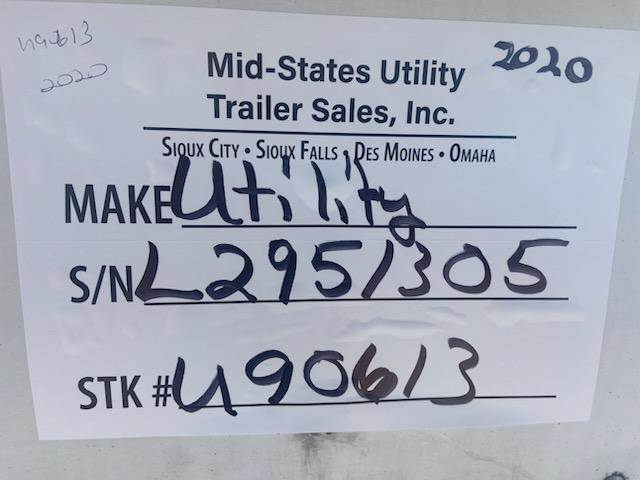 u90613
2020
2020
Mid-States Utility
Trailer Sales, Inc.
Sioux City • Sioux Falls • Des Moines • Omaha
MAKE Utility
S/N L2951305
STK # u90613